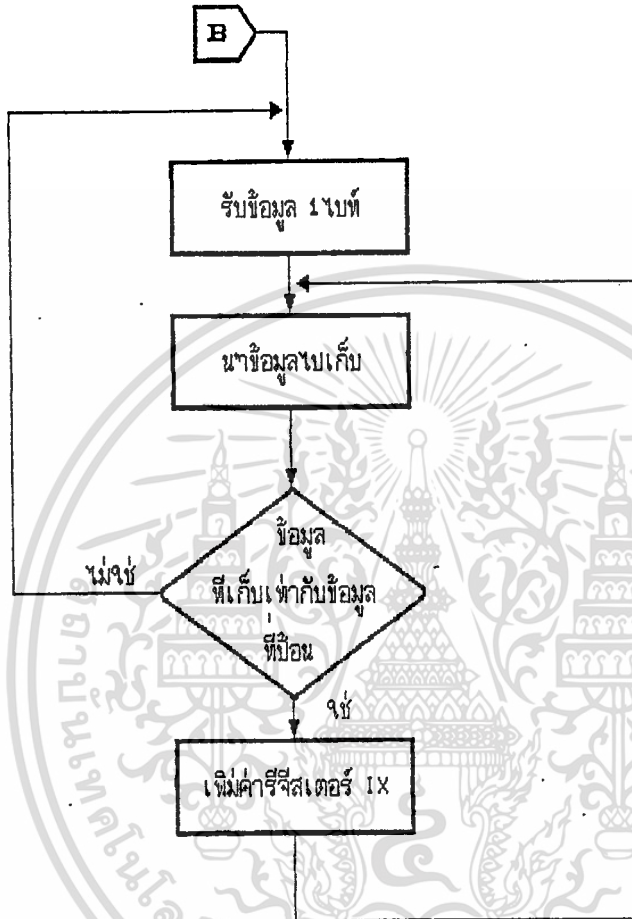 B
รับข้อมูล 1ไบท์
นำข้อมูลไปเก็บ
ข้อมูล
ที่เก็บเท่ากับข้อมูล
ที่ป้อน
ไม่ใช่
ใช่
เพิ่มค่ารีจีสเตอร์ IX